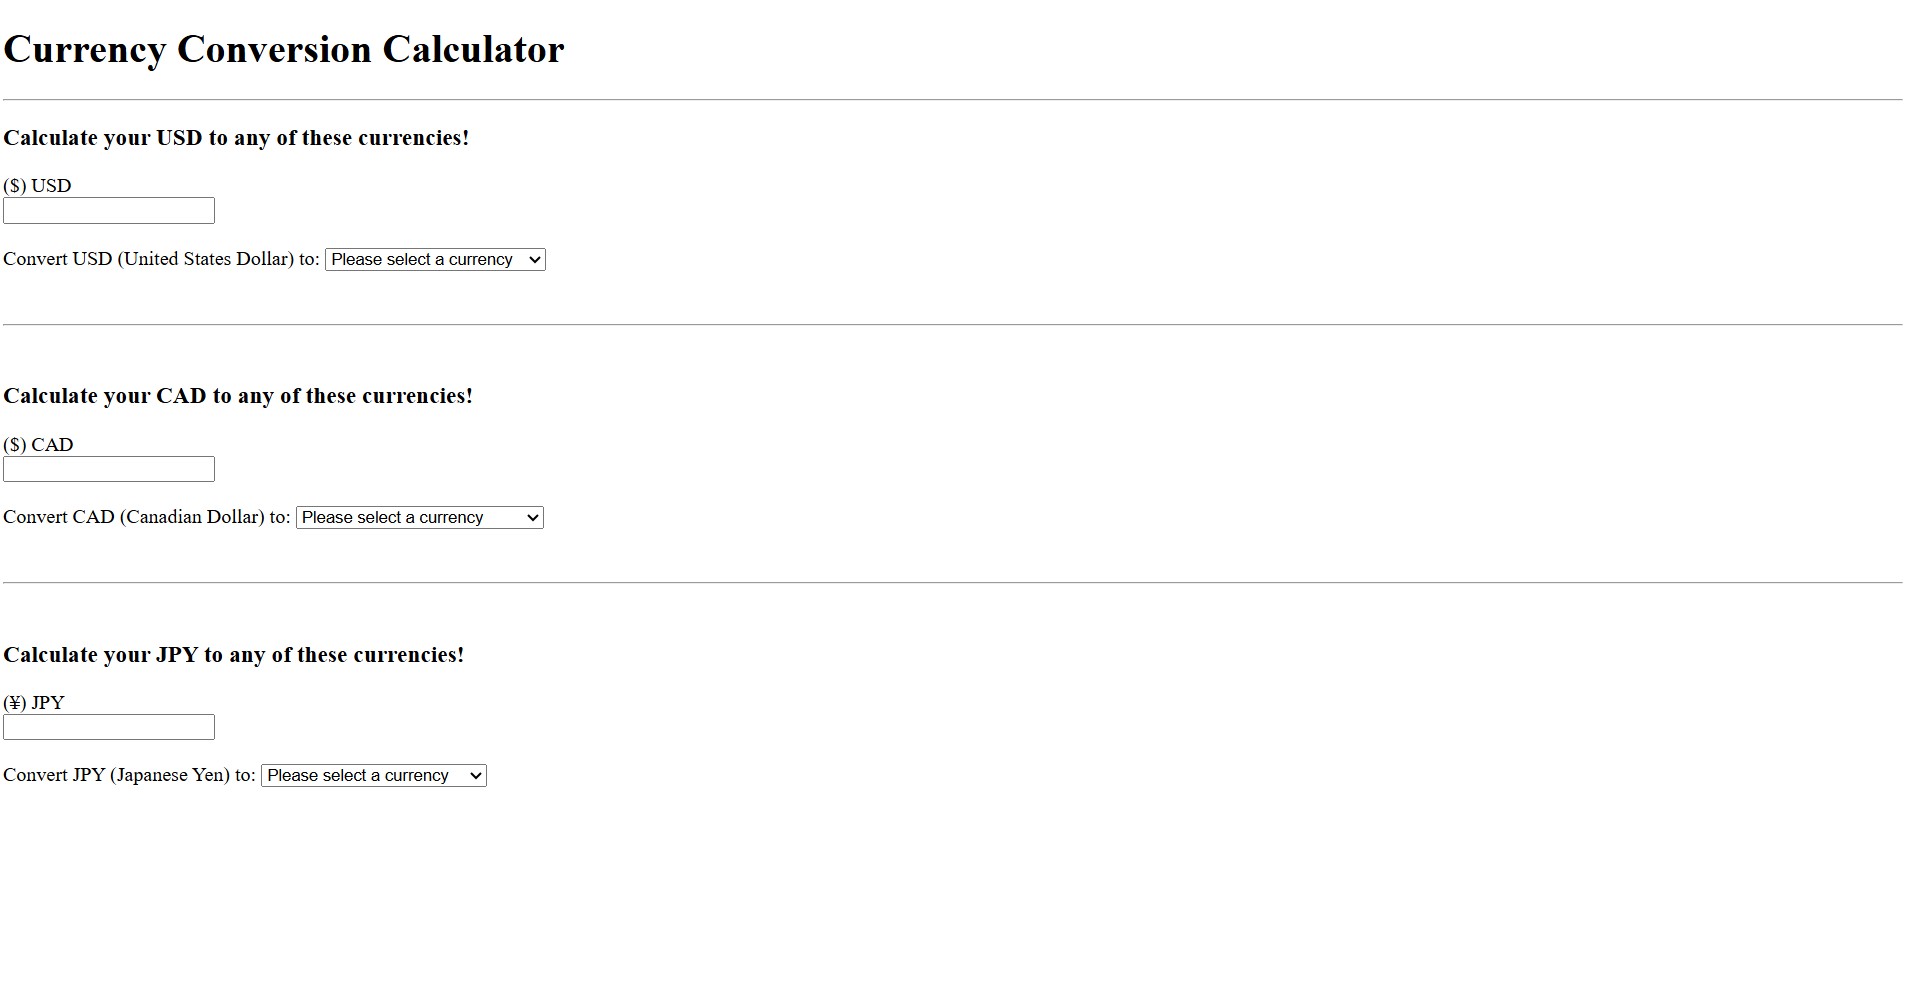 Currency Conversion Calculator
Calculate your USD to any of these currencies!
($) USD
Convert USD (United States Dollar) to: Please select a currency
Calculate your CAD to any of these currencies!
($) CAD
Convert CAD (Canadian Dollar) to: Please select a currency
Calculate your JPY to any of these currencies!
(¥) JPY
Convert JPY (Japanese Yen) to: Please select a currency